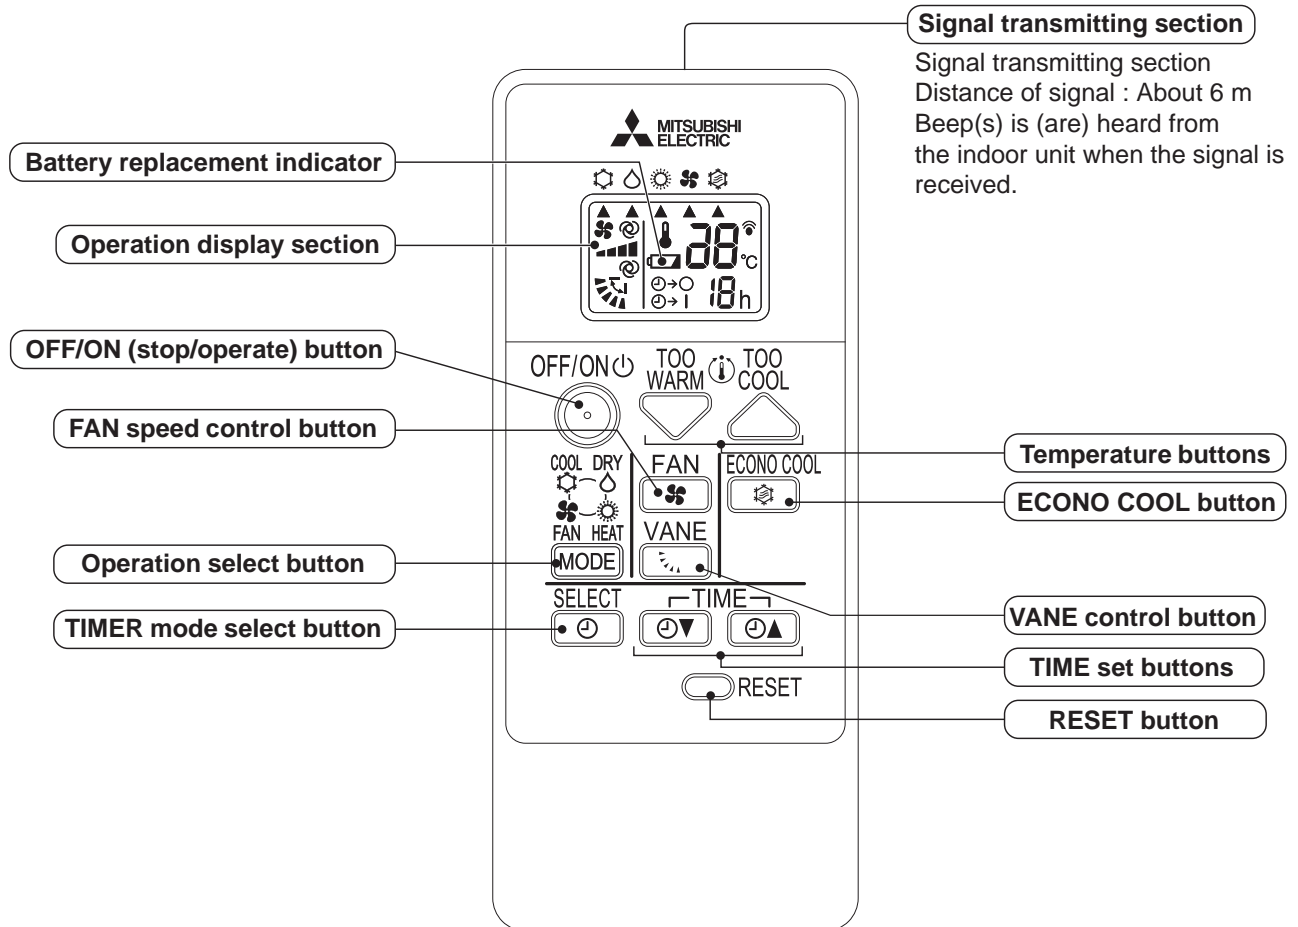 Signal transmitting section
Signal transmitting section
Distance of signal : About 6 m
Beep(s) is (are) heard from
the indoor unit when the signal is
received.
MITSUBISHI
ELECTRIC
Battery replacement indicator
Operation display section
38 °C
18 h
OFF/ON (stop/operate) button
OFF/ON
TOO
WARM
TOO
COOL
FAN speed control button
Temperature buttons
COOL DRY
FAN
ECONO COOL
ECONO COOL button
FAN HEAT
VANE
Operation select button
MODE
VANE control button
SELECT
TIME
TIMER mode select button
TIME set buttons
RESET
RESET button